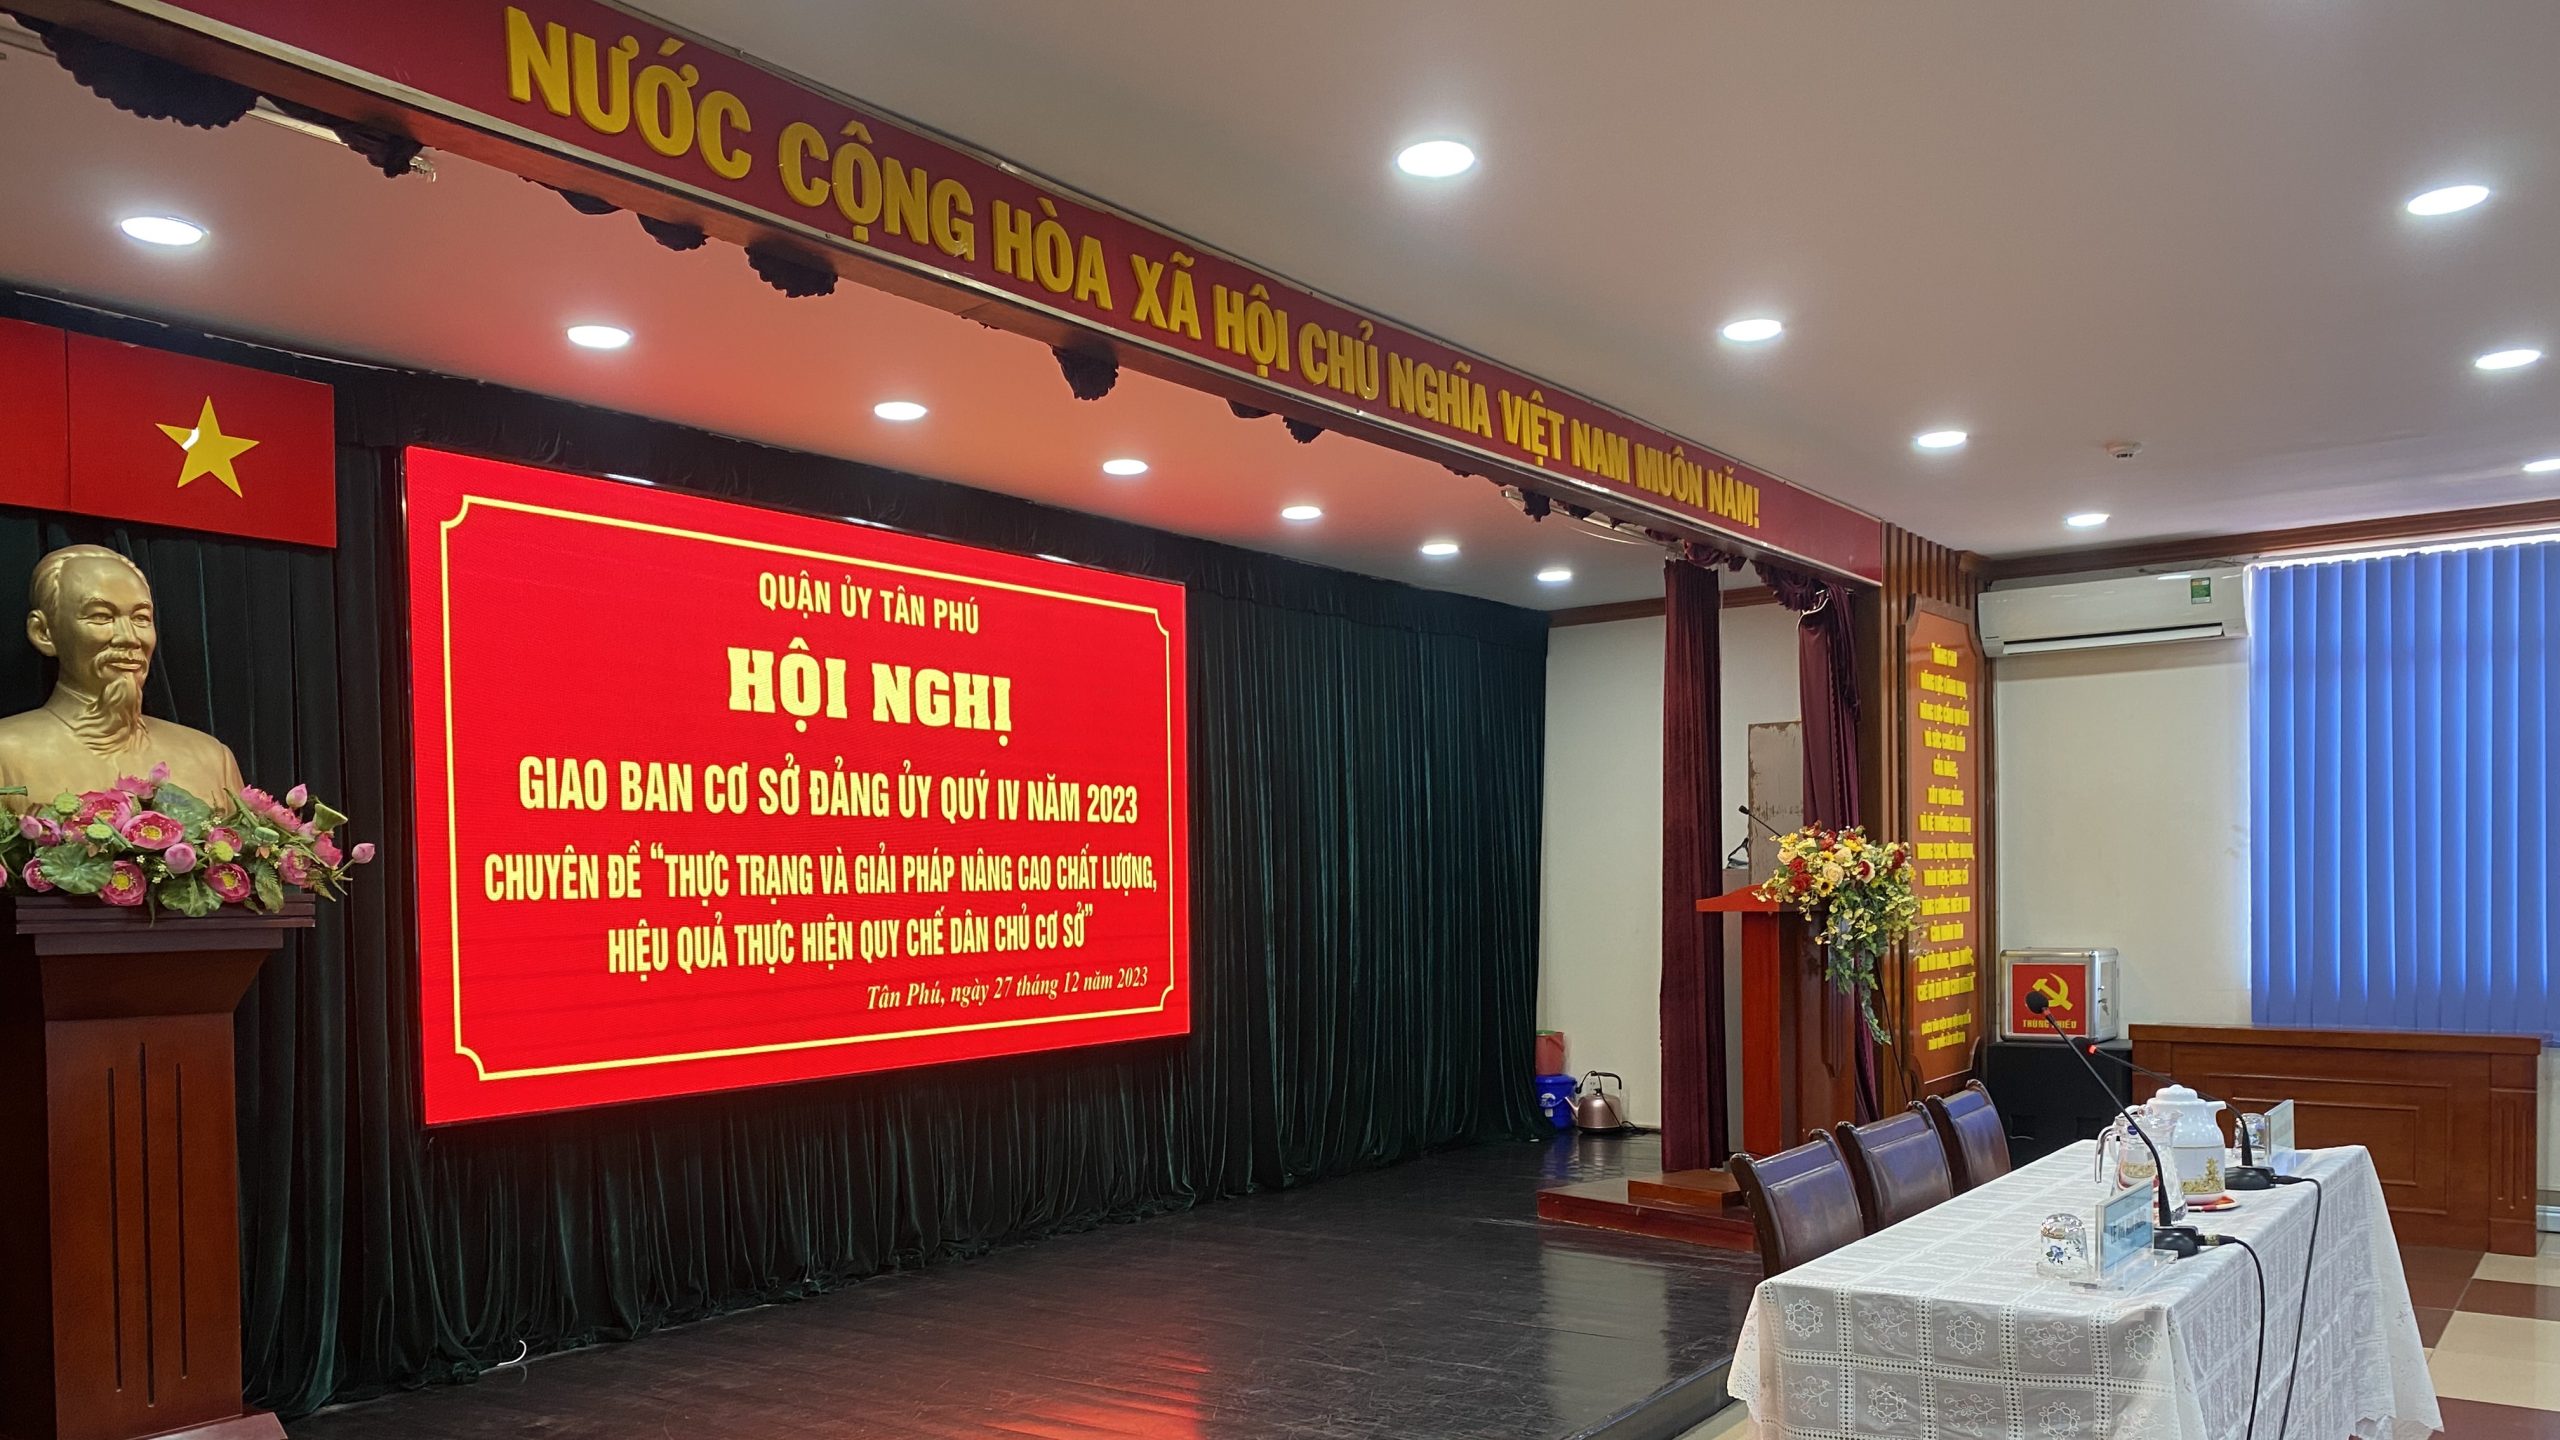 NƯỚC CỘNG HÒA XÃ HỘI CHỦ NGHĨA VIỆT NAM MUÔN NĂM!
QUẬN ỦY TÂN PHÚ
HỘI NGHỊ
GIAO BAN CƠ SỞ ĐẢNG ỦY QUÝ IV NĂM 2023
CHUYÊN ĐỀ “THỰC TRẠNG VÀ GIẢI PHÁP NÂNG CAO CHẤT LƯỢNG,
HIỆU QUẢ THỰC HIỆN QUY CHẾ DÂN CHỦ CƠ SỞ”
Tân Phú, ngày 27 tháng 12 năm 2023
THÙNG PHIẾU